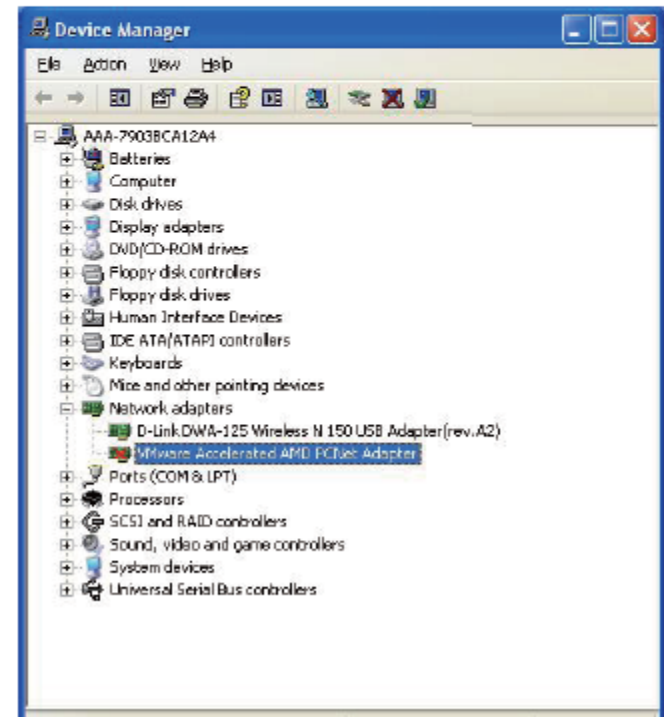 Device Manager
File Action View Help
AAA-7903BCA12A4
Batteries
Computer
Disk drives
Display adapters
DVD/CD-ROM drives
Floppy disk controllers
Floppy disk drives
Human Interface Devices
IDE ATA/ATAPI controllers
Keyboards
Mice and other pointing devices
Network adapters
D-Link DWA-125 Wireless N 150 USB Adapter(rev.A2)
VMware Accelerated AMD PCNet Adapter
Ports (COM & LPT)
Processors
SCSI and RAID controllers
Sound, video and game controllers
System devices
Universal Serial Bus controllers